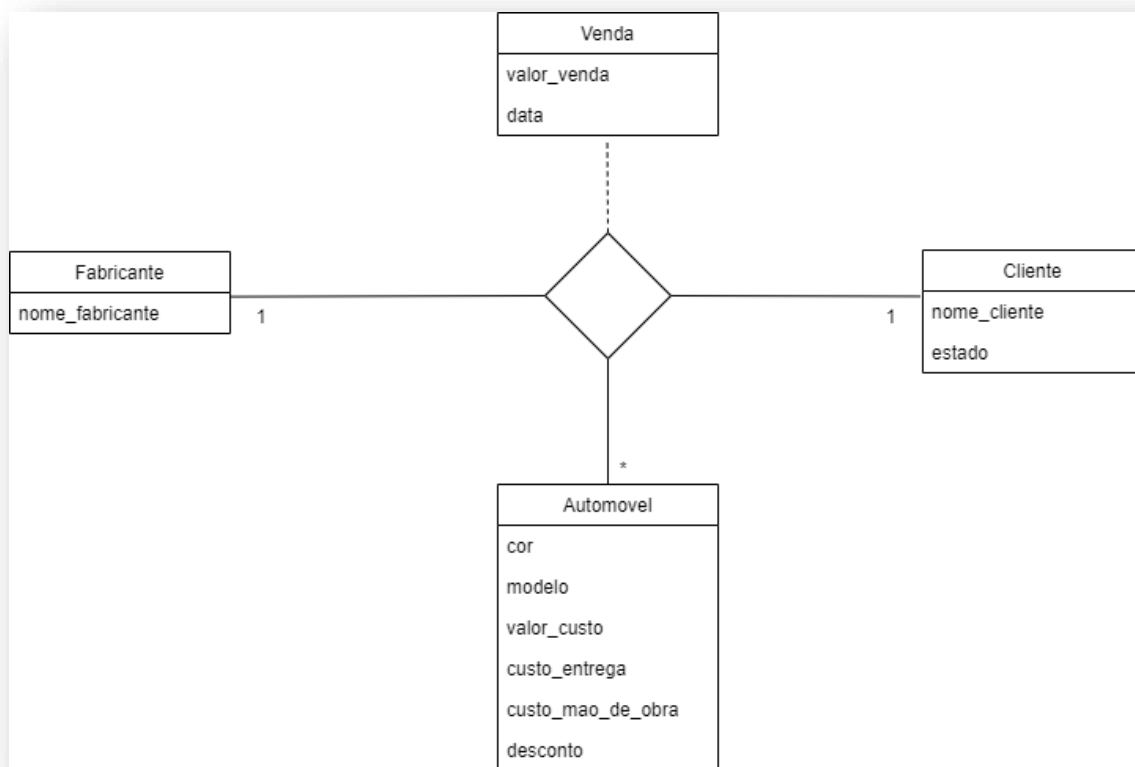 Venda
valor_venda
data
Fabricante
nome_fabricante
1
Cliente
nome_cliente
estado
1
*
Automovel
cor
modelo
valor_custo
custo_entrega
custo_mao_de_obra
desconto